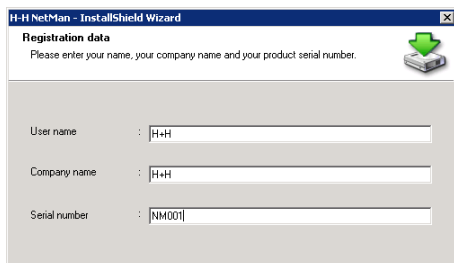 H-H NetMan - InstallShield Wizard
Registration data
Please enter your name, your company name and your product serial number.
User name : H+H
Company name : H+H
Serial number : NM001